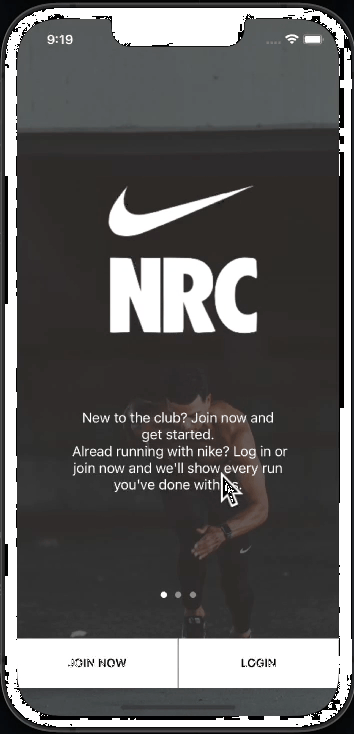 9:19
NRC
New to the club? Join now and
get started.
Alread running with nike? Log in or
join now and we'll show every run
you've done with
JOIN NOW
LOGIN